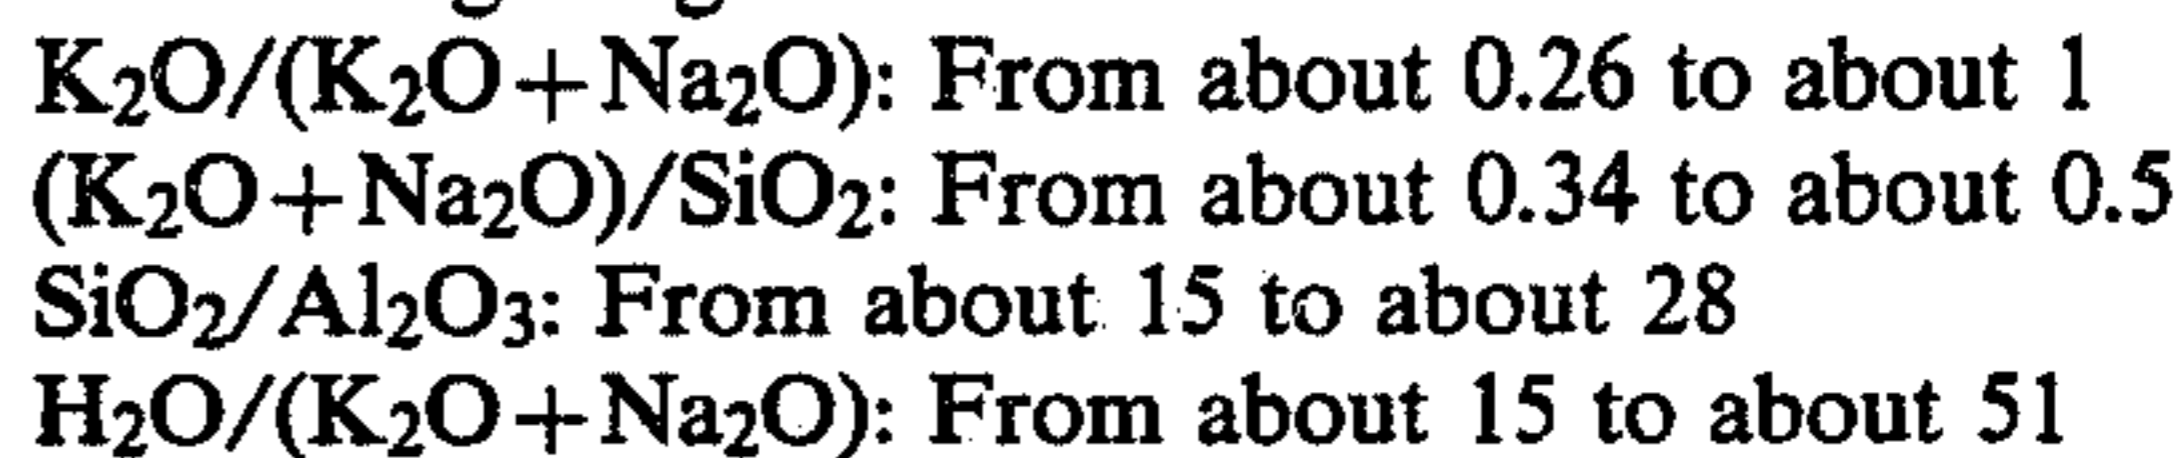 K₂O/(K₂O+Na₂O): From about 0.26 to about 1
(K₂O+Na₂O)/SiO₂: From about 0.34 to about 0.5
SiO₂/Al₂O₃: From about 15 to about 28
H₂O/(K₂O+Na₂O): From about 15 to about 51